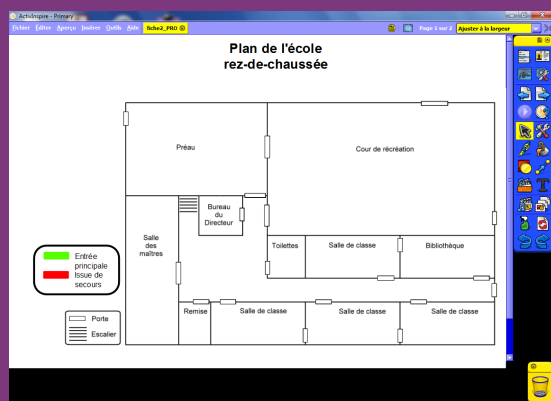 ActivInspire - Primary
Fichier Éditer Aperçu Insérer Outils Aide fiche2_PRO
Page 1 sur 2 Ajuster à la largeur
Plan de l'école
rez-de-chaussée
Préau
Cour de récréation
Bureau
du
Directeur
Salle
des
maîtres
Toilettes
Salle de classe
Bibliothèque
Entrée
principale
Issue de
secours
Remise
Salle de classe
Salle de classe
Salle de classe
Porte
Escalier